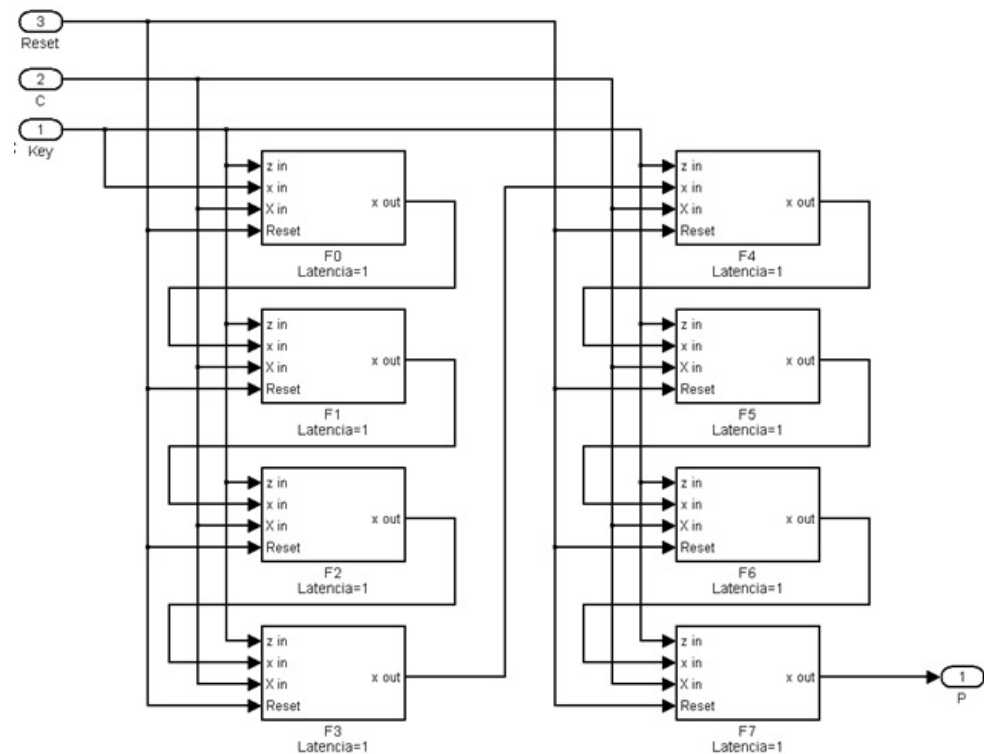 3
Reset
2
C
1
Key
z in
x in
X in
Reset
x out
F0
Latencia=1
z in
x in
X in
Reset
x out
F1
Latencia=1
z in
x in
X in
Reset
x out
F2
Latencia=1
z in
x in
X in
Reset
x out
F3
Latencia=1
z in
x in
X in
Reset
x out
F4
Latencia=1
z in
x in
X in
Reset
x out
F5
Latencia=1
z in
x in
X in
Reset
x out
F6
Latencia=1
z in
x in
X in
Reset
x out
F7
Latencia=1
1
P